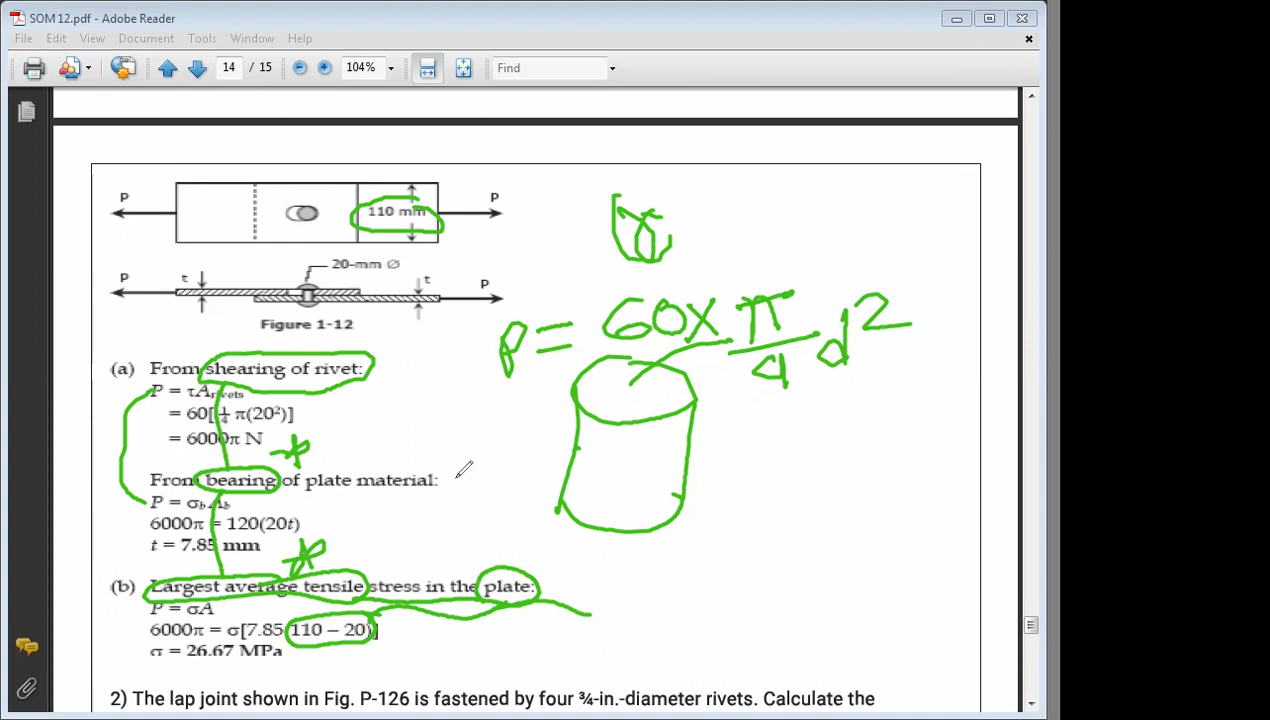 SOM 12.pdf - Adobe Reader
File Edit View Document Tools Window Help
14 / 15 104% Find
P P
110 mm
20-mm Ø
P t t P
Figure 1-12
P = 60x π/4 d2
(a) From shearing of rivet:
P = τArivets
= 60[¼ π(20²)]
= 6000π N
From bearing of plate material:
P = σb Ab
6000π = 120(20t)
t = 7.85 mm
(b) Largest average tensile stress in the plate:
P = σA
6000π = σ[7.85(110 – 20)]
σ = 26.67 MPa
2) The lap joint shown in Fig. P-126 is fastened by four ¾-in.-diameter rivets. Calculate the